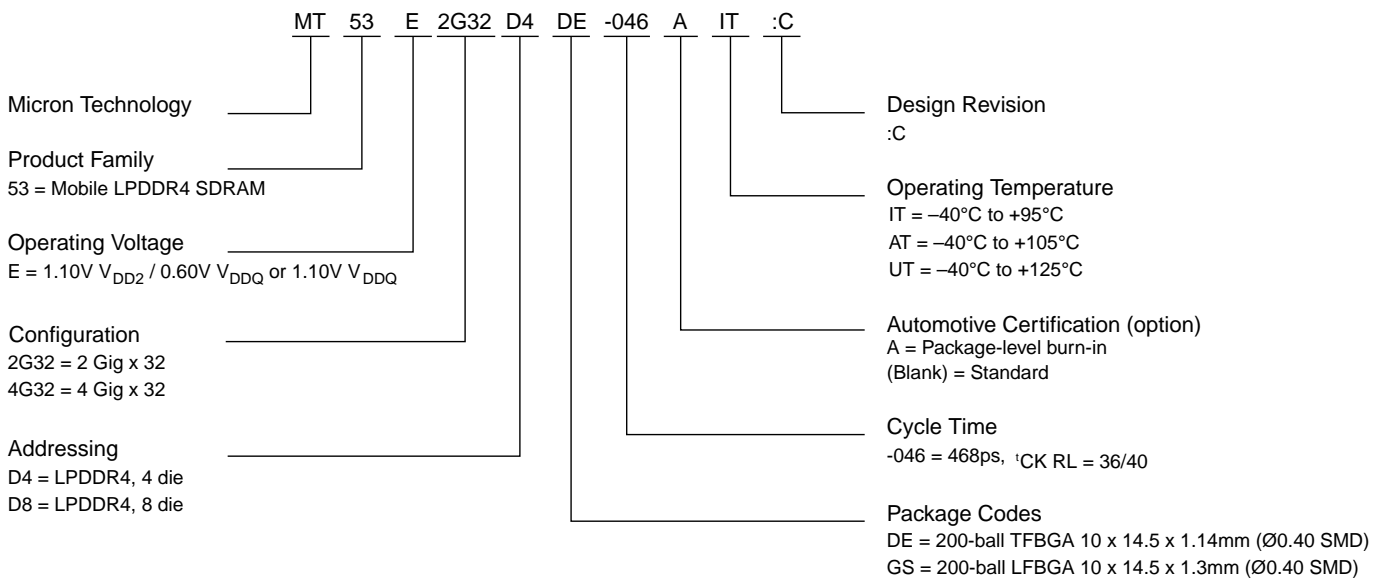 MT 53 E 2G32 D4 DE -046 A IT :C
Micron Technology
Product Family
53 = Mobile LPDDR4 SDRAM
Operating Voltage
E = 1.10V VDD2 / 0.60V VDDQ or 1.10V VDDQ
Configuration
2G32 = 2 Gig x 32
4G32 = 4 Gig x 32
Addressing
D4 = LPDDR4, 4 die
D8 = LPDDR4, 8 die
Design Revision
:C
Operating Temperature
IT = –40°C to +95°C
AT = –40°C to +105°C
UT = –40°C to +125°C
Automotive Certification (option)
A = Package-level burn-in
(Blank) = Standard
Cycle Time
-046 = 468ps, tCK RL = 36/40
Package Codes
DE = 200-ball TFBGA 10 x 14.5 x 1.14mm (Ø0.40 SMD)
GS = 200-ball LFBGA 10 x 14.5 x 1.3mm (Ø0.40 SMD)